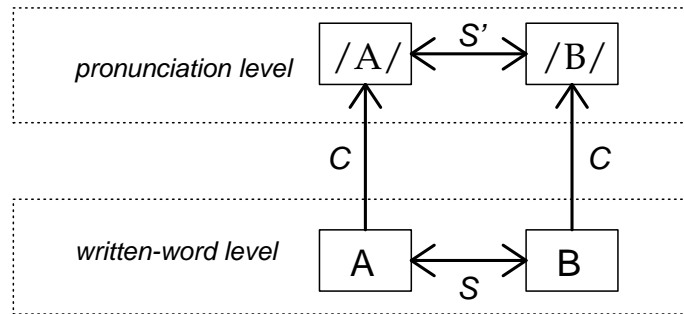 S’
pronunciation level /A/ /B/
C C
written-word level A B
S